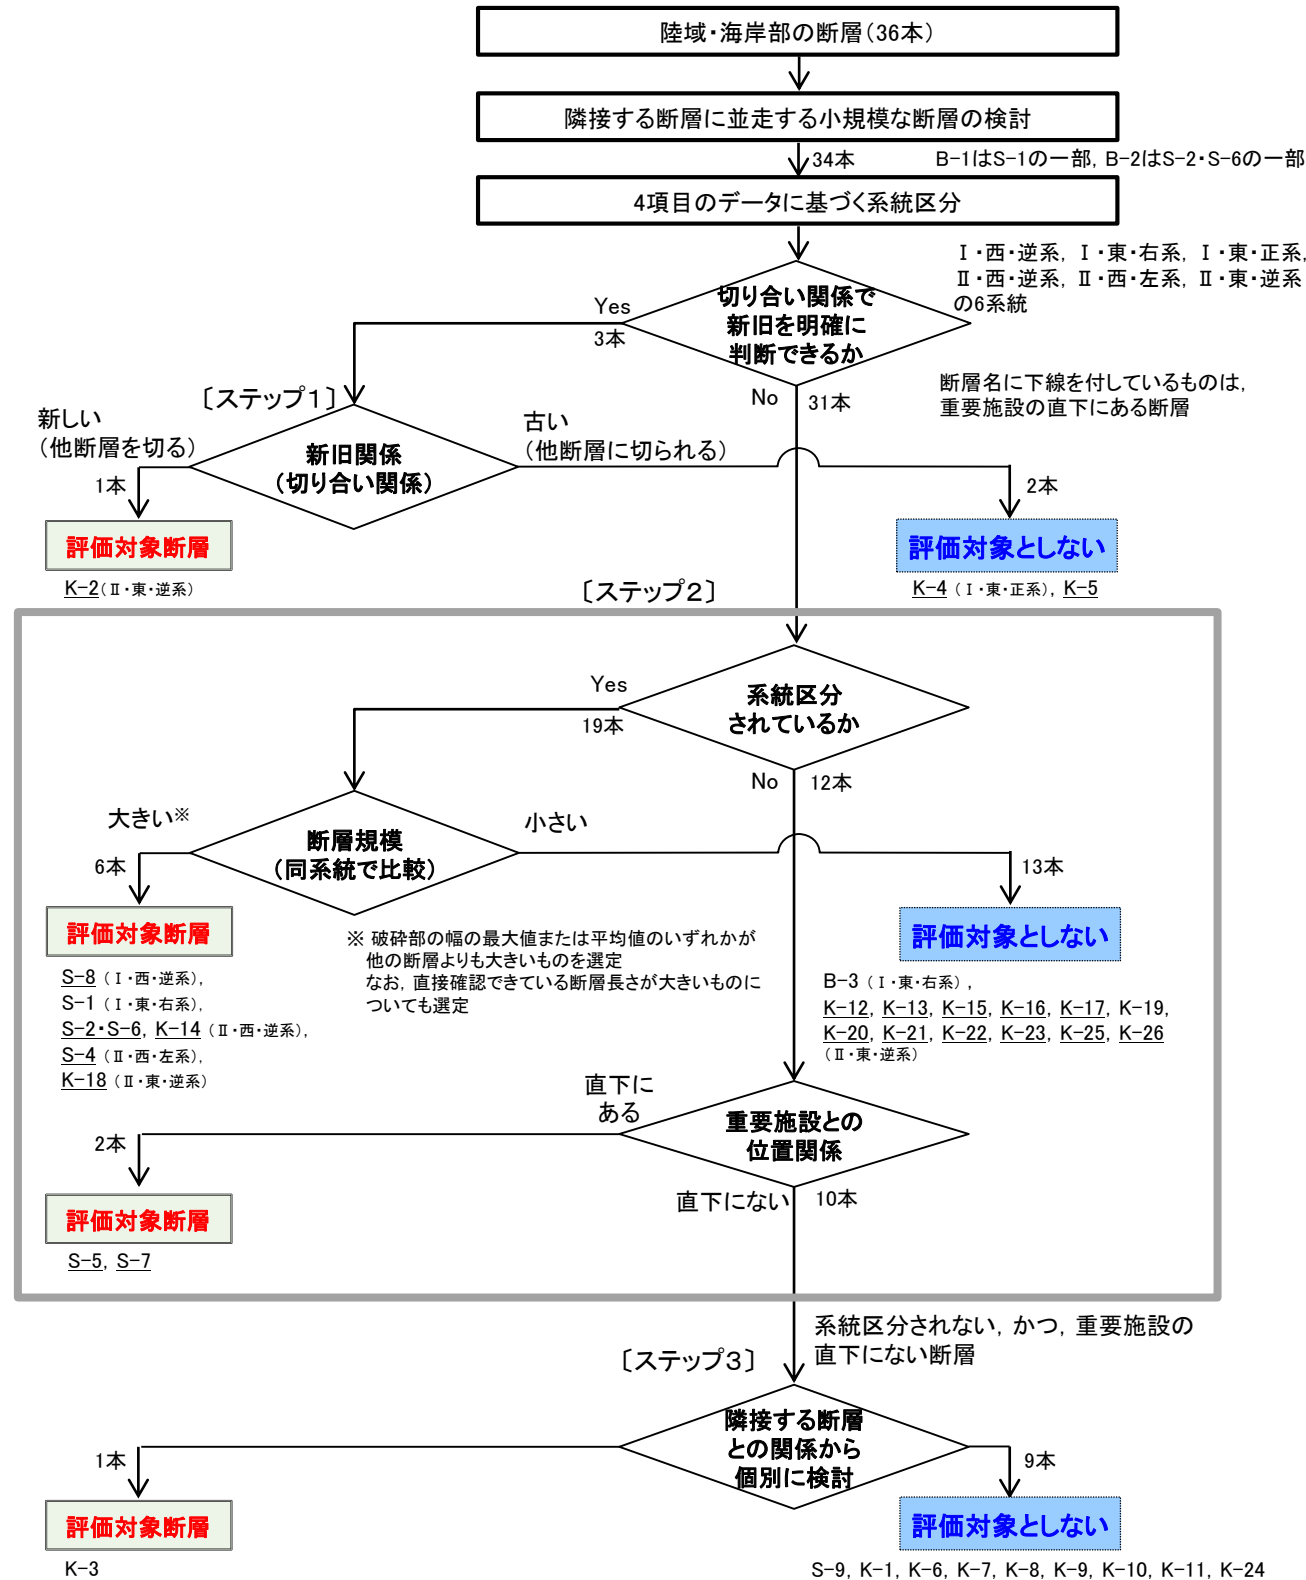 陸域・海岸部の断層(36本)
隣接する断層に並走する小規模な断層の検討
34本
B-1はS-1の一部, B-2はS-2・S-6の一部
4項目のデータに基づく系統区分
Ⅰ・西・逆系, Ⅰ・東・右系, Ⅰ・東・正系,
Ⅱ・西・逆系, Ⅱ・西・左系, Ⅱ・東・逆系
の6系統
切り合い関係で
新旧を明確に
判断できるか
Yes
3本
No
31本
断層名に下線を付しているものは,
重要施設の直下にある断層
〔ステップ1〕
新しい
(他断層を切る)
古い
(他断層に切られる)
新旧関係
(切り合い関係)
1本
2本
評価対象断層
K-2(Ⅱ・東・逆系)
評価対象としない
K-4 (Ⅰ・東・正系), K-5
〔ステップ2〕
系統区分
されているか
Yes
19本
No
12本
大きい※
小さい
断層規模
(同系統で比較)
6本
13本
評価対象断層
S-8 (Ⅰ・西・逆系),
S-1 (Ⅰ・東・右系),
S-2・S-6, K-14 (Ⅱ・西・逆系),
S-4 (Ⅱ・西・左系),
K-18 (Ⅱ・東・逆系)
※ 破砕部の幅の最大値または平均値のいずれかが
他の断層よりも大きいものを選定
なお, 直接確認できている断層長さが大きいものに
ついても選定
評価対象としない
B-3 (Ⅰ・東・右系),
K-12, K-13, K-15, K-16, K-17, K-19,
K-20, K-21, K-22, K-23, K-25, K-26
(Ⅱ・東・逆系)
直下に
ある
重要施設との
位置関係
2本
直下にない
10本
評価対象断層
S-5, S-7
系統区分されない, かつ, 重要施設の
直下にない断層
〔ステップ3〕
隣接する断層
との関係から
個別に検討
1本
9本
評価対象断層
K-3
評価対象としない
S-9, K-1, K-6, K-7, K-8, K-9, K-10, K-11, K-24